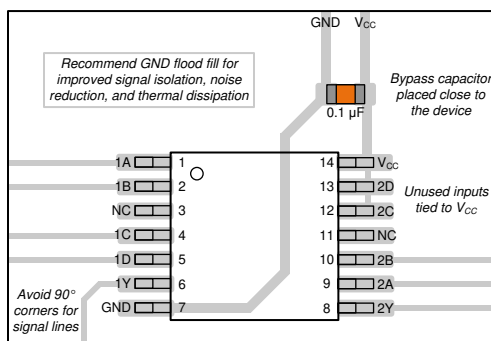 GND V_CC
Recommend GND flood fill for
improved signal isolation, noise
reduction, and thermal dissipation
Bypass capacitor
placed close to
the device
0.1 µF
1A 1 14 V_CC
1B 2 13 2D
NC 3 12 2C
1C 4 11 NC
1D 5 10 2B
1Y 6 9 2A
GND 7 8 2Y
Unused inputs
tied to V_CC
Avoid 90°
corners for
signal lines